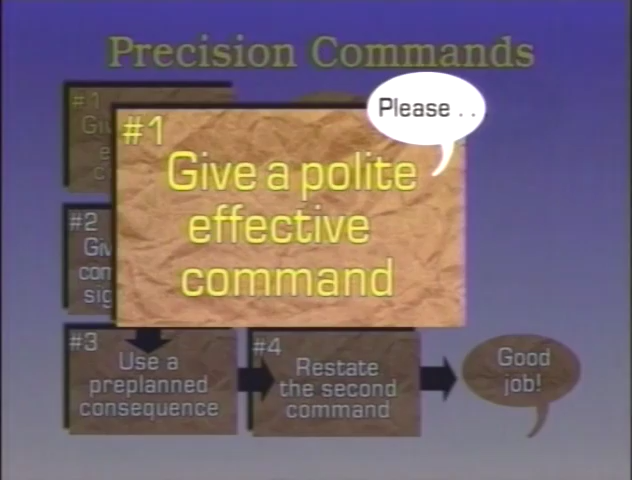 Precision Commands
#1
Please . .
#1
Give a polite
effective
command
#2
#3
Use a
preplanned
consequence
#4
Restate
the second
command
Good
job!